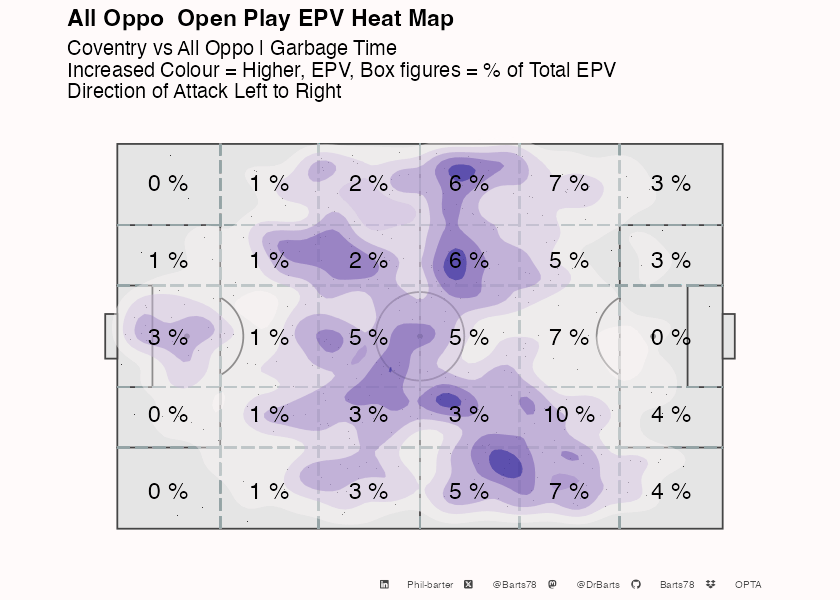 All Oppo  Open Play EPV Heat Map
Coventry vs All Oppo I Garbage Time
Increased Colour = Higher, EPV, Box figures = % of Total EPV
Direction of Attack Left to Right
0 % 1 % 2 % 6 % 7 % 3 %
1 % 1 % 2 % 6 % 5 % 3 %
3 % 1 % 5 % 5 % 7 % 0 %
0 % 1 % 3 % 3 % 10 % 4 %
0 % 1 % 3 % 5 % 7 % 4 %
Phil-barter @Barts78 @DrBarts Barts78 OPTA